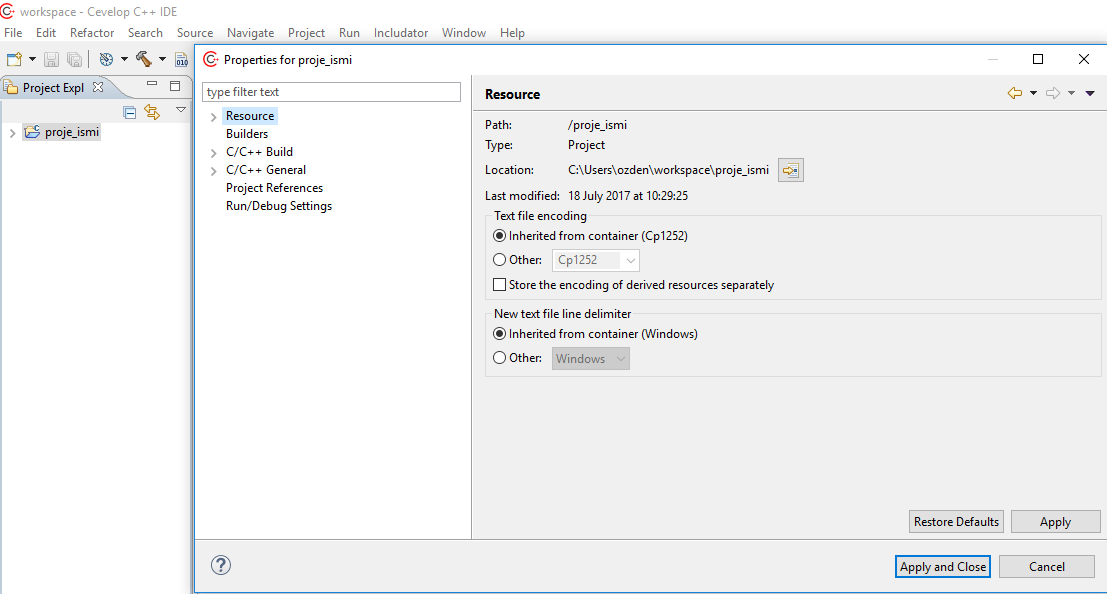 workspace - Cevelop C++ IDE
File Edit Refactor Search Source Navigate Project Run Includator Window Help
010
Project Expl
proje_ismi
Properties for proje_ismi
type filter text
Resource
Builders
C/C++ Build
C/C++ General
Project References
Run/Debug Settings
Resource
Path: /proje_ismi
Type: Project
Location: C:\Users\ozden\workspace\proje_ismi
Last modified: 18 July 2017 at 10:29:25
Text file encoding
Inherited from container (Cp1252)
Other: Cp1252
Store the encoding of derived resources separately
New text file line delimiter
Inherited from container (Windows)
Other: Windows
Restore Defaults Apply
? Apply and Close Cancel